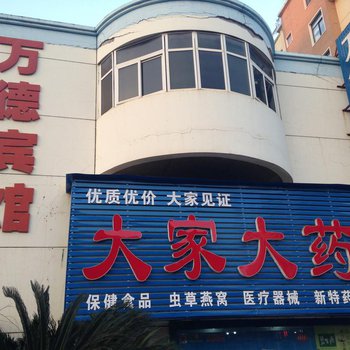 万德宾馆
优质优价 大家见证
大家大药
保健食品 虫草燕窝 医疗器械 新特药